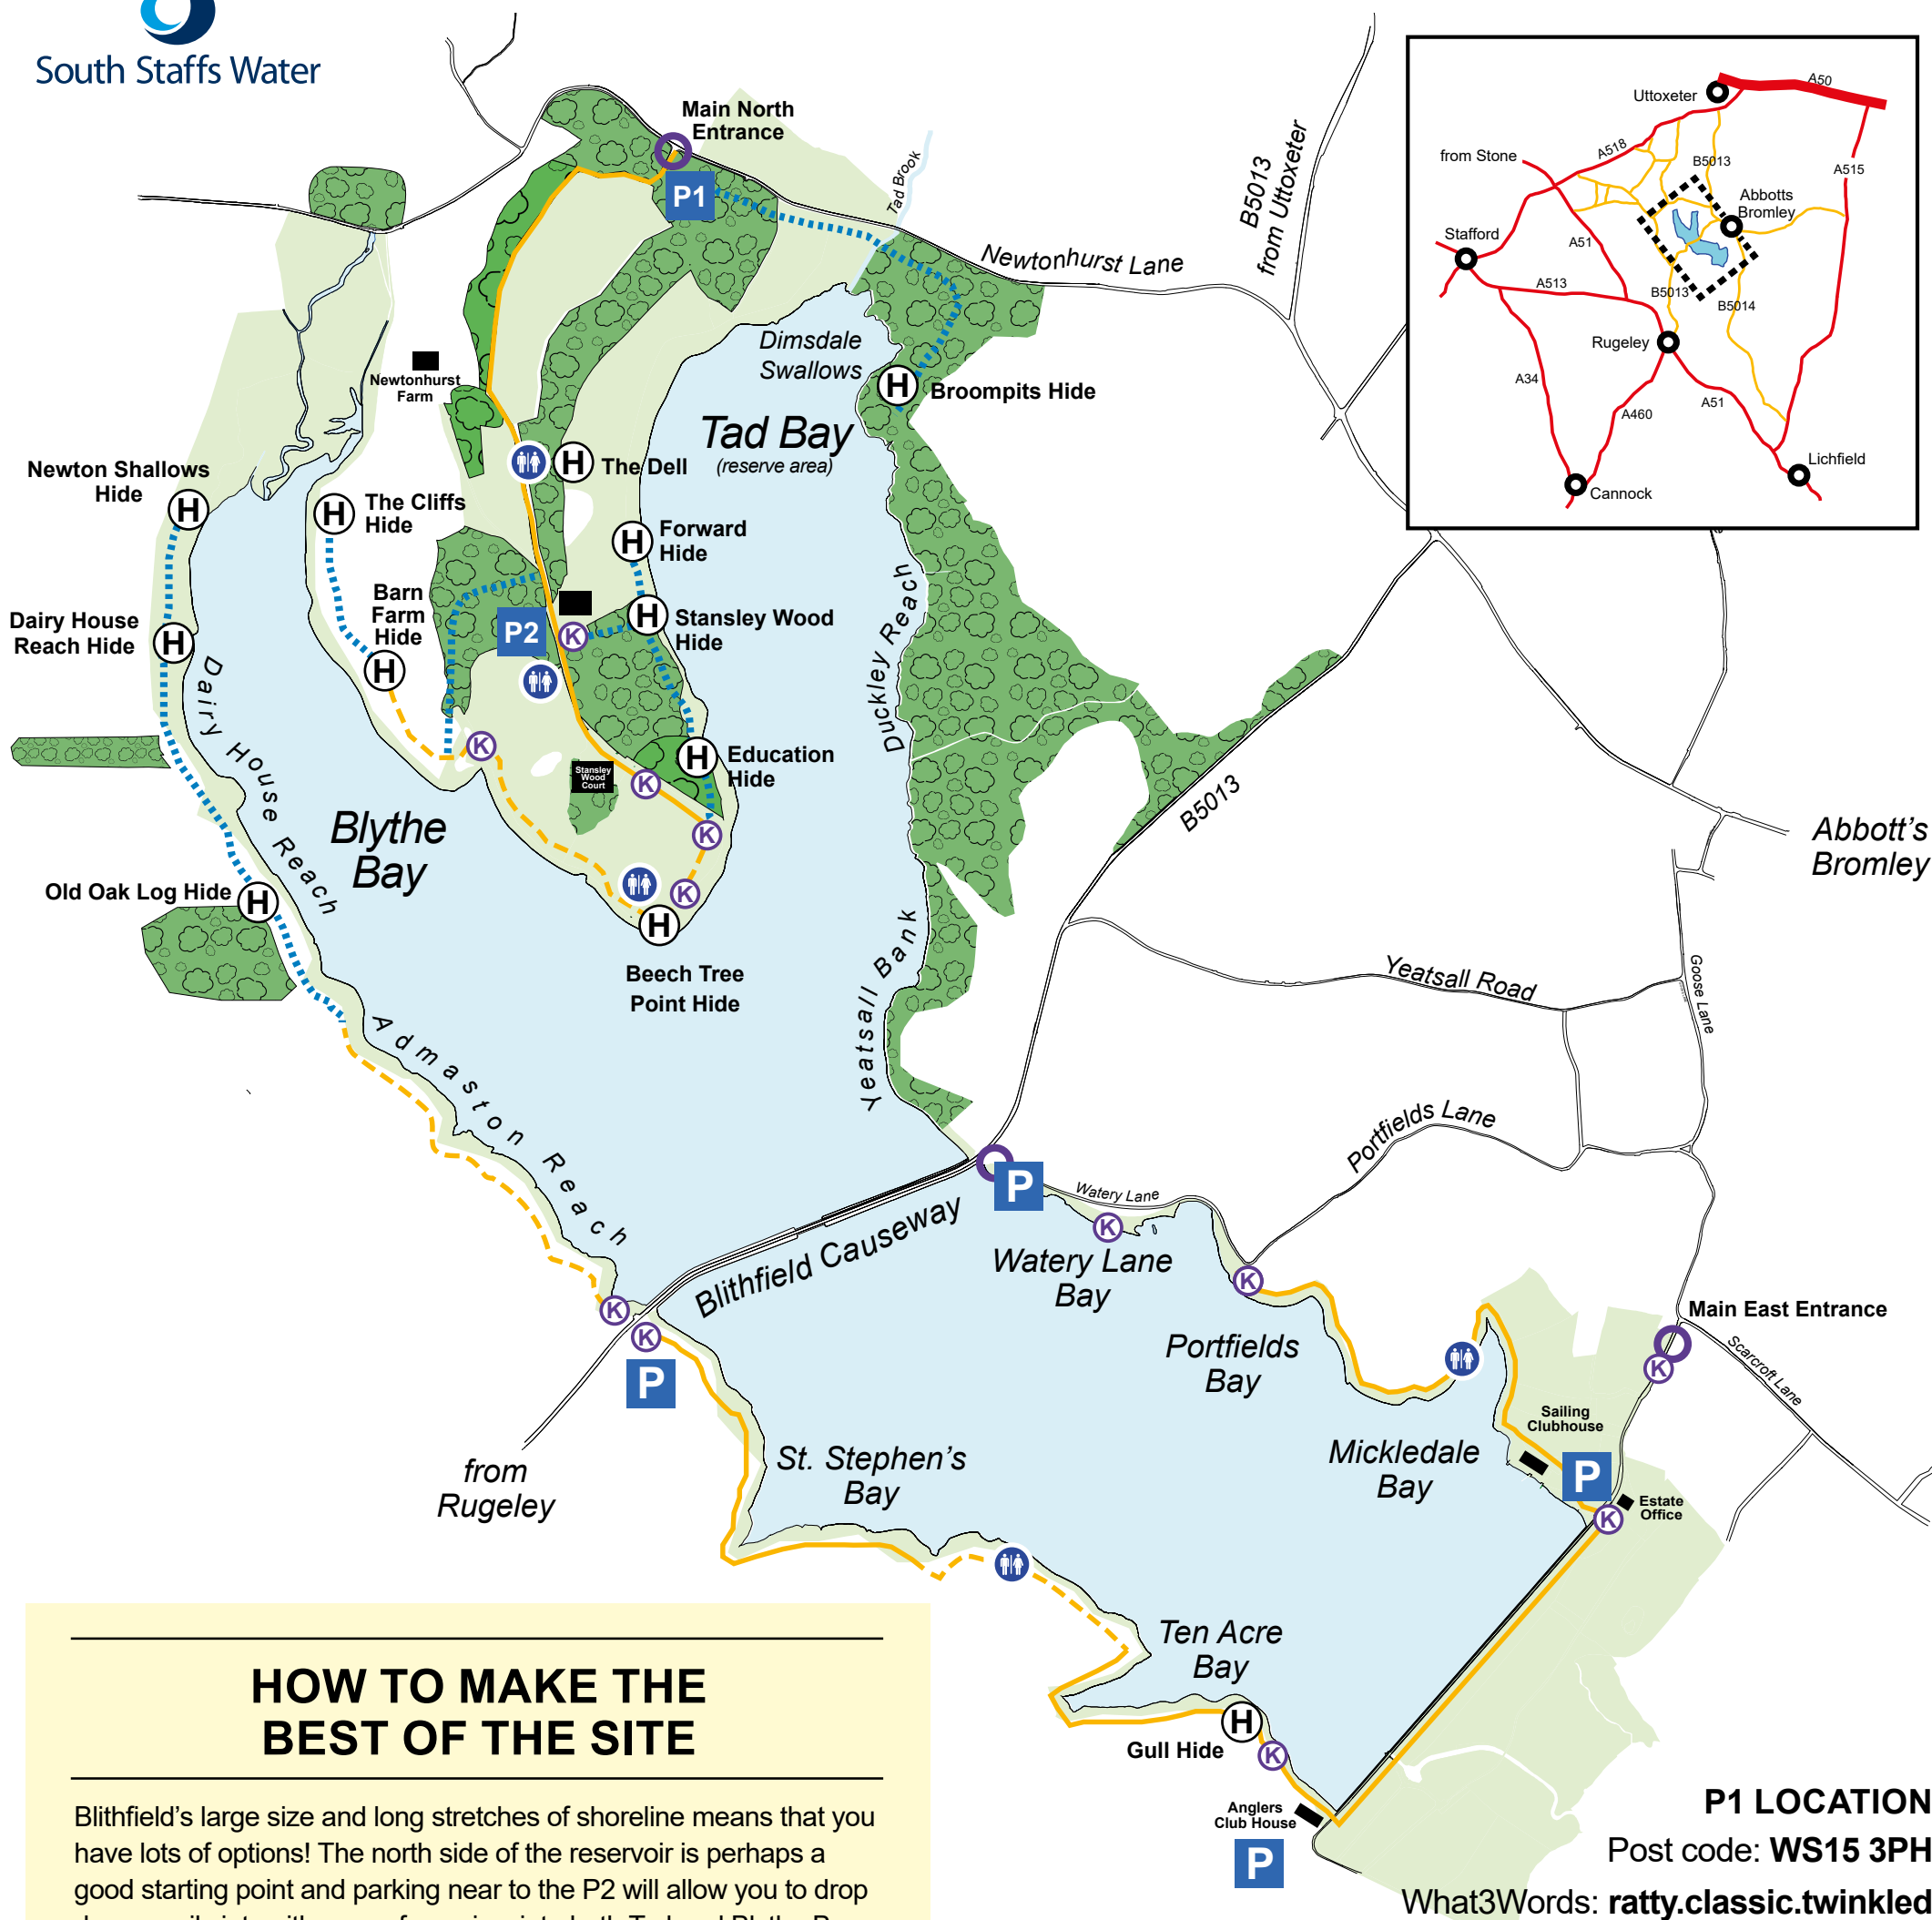 South Staffs Water
Main North
Entrance
P1
Tad Brook
B5013
from Uttoxeter
Newtonhurst Lane
Uttoxeter
A50
from Stone
A518
B5013
A515
Abbotts
Bromley
Stafford
A51
A513
B5013
B5014
Rugeley
A34
A460
A51
Lichfield
Cannock
Dimsdale
Swallows
H
Broompits Hide
Newtonhurst
Farm
Tad Bay
(reserve area)
H
The Dell
Newton Shallows
Hide
H
H
The Cliffs
Hide
H
Forward
Hide
Barn
Farm
Hide
H
P2
K
H
Stansley Wood
Hide
Dairy House
Reach Hide
H
Duckley Reach
Dairy House Reach
K
H
Education
Hide
Stansley
Wood
Court
K
K
B5013
Blythe
Bay
Abbott's
Bromley
Old Oak Log Hide
H
K
H
Beech Tree
Point Hide
Yeatsall Bank
Yeatsall Road
Goose Lane
Admaston Reach
Portfields Lane
P
Watery Lane
K
Blithfield Causeway
Watery Lane
Bay
K
K
K
P
Portfields
Bay
Main East Entrance
K
Scarcroft Lane
Sailing
Clubhouse
Mickledale
Bay
P
Estate
Office
K
from
Rugeley
St. Stephen's
Bay
Ten Acre
Bay
H
Gull Hide
K
Anglers
Club House
P
HOW TO MAKE THE
BEST OF THE SITE
Blithfield's large size and long stretches of shoreline means that you
have lots of options! The north side of the reservoir is perhaps a
good starting point and parking near to the P2 will allow you to drop
P1 LOCATION
Post code: WS15 3PH
What3Words: ratty.classic.twinkled